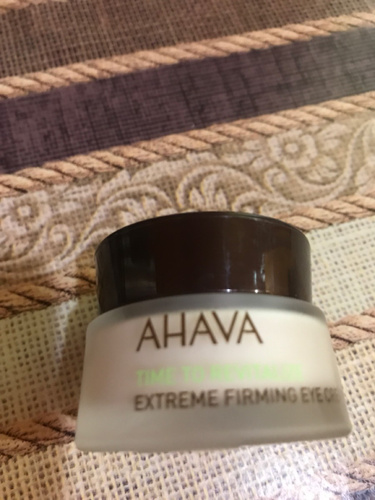 AHAVA
TIME TO REVITALIZE
EXTREME FIRMING EYE